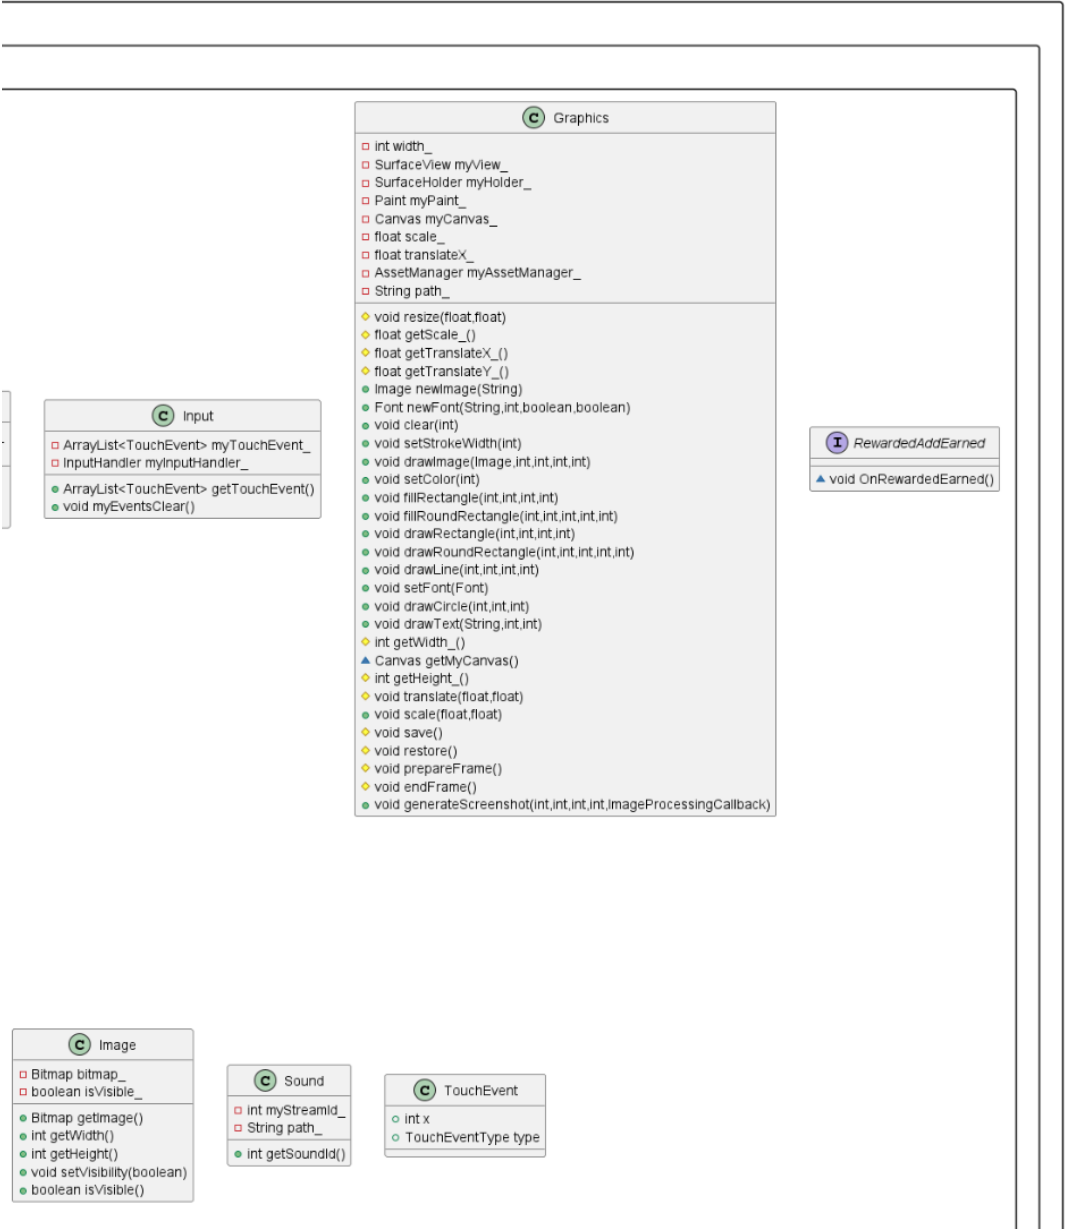 C Graphics
int width_
SurfaceView myView_
SurfaceHolder myHolder_
Paint myPaint_
Canvas myCanvas_
float scale_
float translateX_
AssetManager myAssetManager_
String path_
void resize(float,float)
float getScale_()
float getTranslateX_()
float getTranslateY_()
Image newImage(String)
Font newFont(String,int,boolean,boolean)
void clear(int)
void setStrokeWidth(int)
void drawImage(Image,int,int,int,int)
void setColor(int)
void fillRectangle(int,int,int,int)
void fillRoundRectangle(int,int,int,int,int)
void drawRectangle(int,int,int,int)
void drawRoundRectangle(int,int,int,int,int)
void drawLine(int,int,int,int)
void setFont(Font)
void drawCircle(int,int,int)
void drawText(String,int,int)
int getWidth_()
Canvas getMyCanvas()
int getHeight_()
void translate(float,float)
void scale(float,float)
void save()
void restore()
void prepareFrame()
void endFrame()
void generateScreenshot(int,int,int,int,ImageProcessingCallback)
C Input
ArrayList<TouchEvent> myTouchEvent_
InputHandler myInputHandler_
ArrayList<TouchEvent> getTouchEvent()
void myEventsClear()
I RewardedAddEarned
void OnRewardedEarned()
C Image
Bitmap bitmap_
boolean isVisible_
Bitmap getImage()
int getWidth()
int getHeight()
void setVisibility(boolean)
boolean isVisible()
C Sound
int myStreamId_
String path_
int getSoundId()
C TouchEvent
int x
TouchEventType type